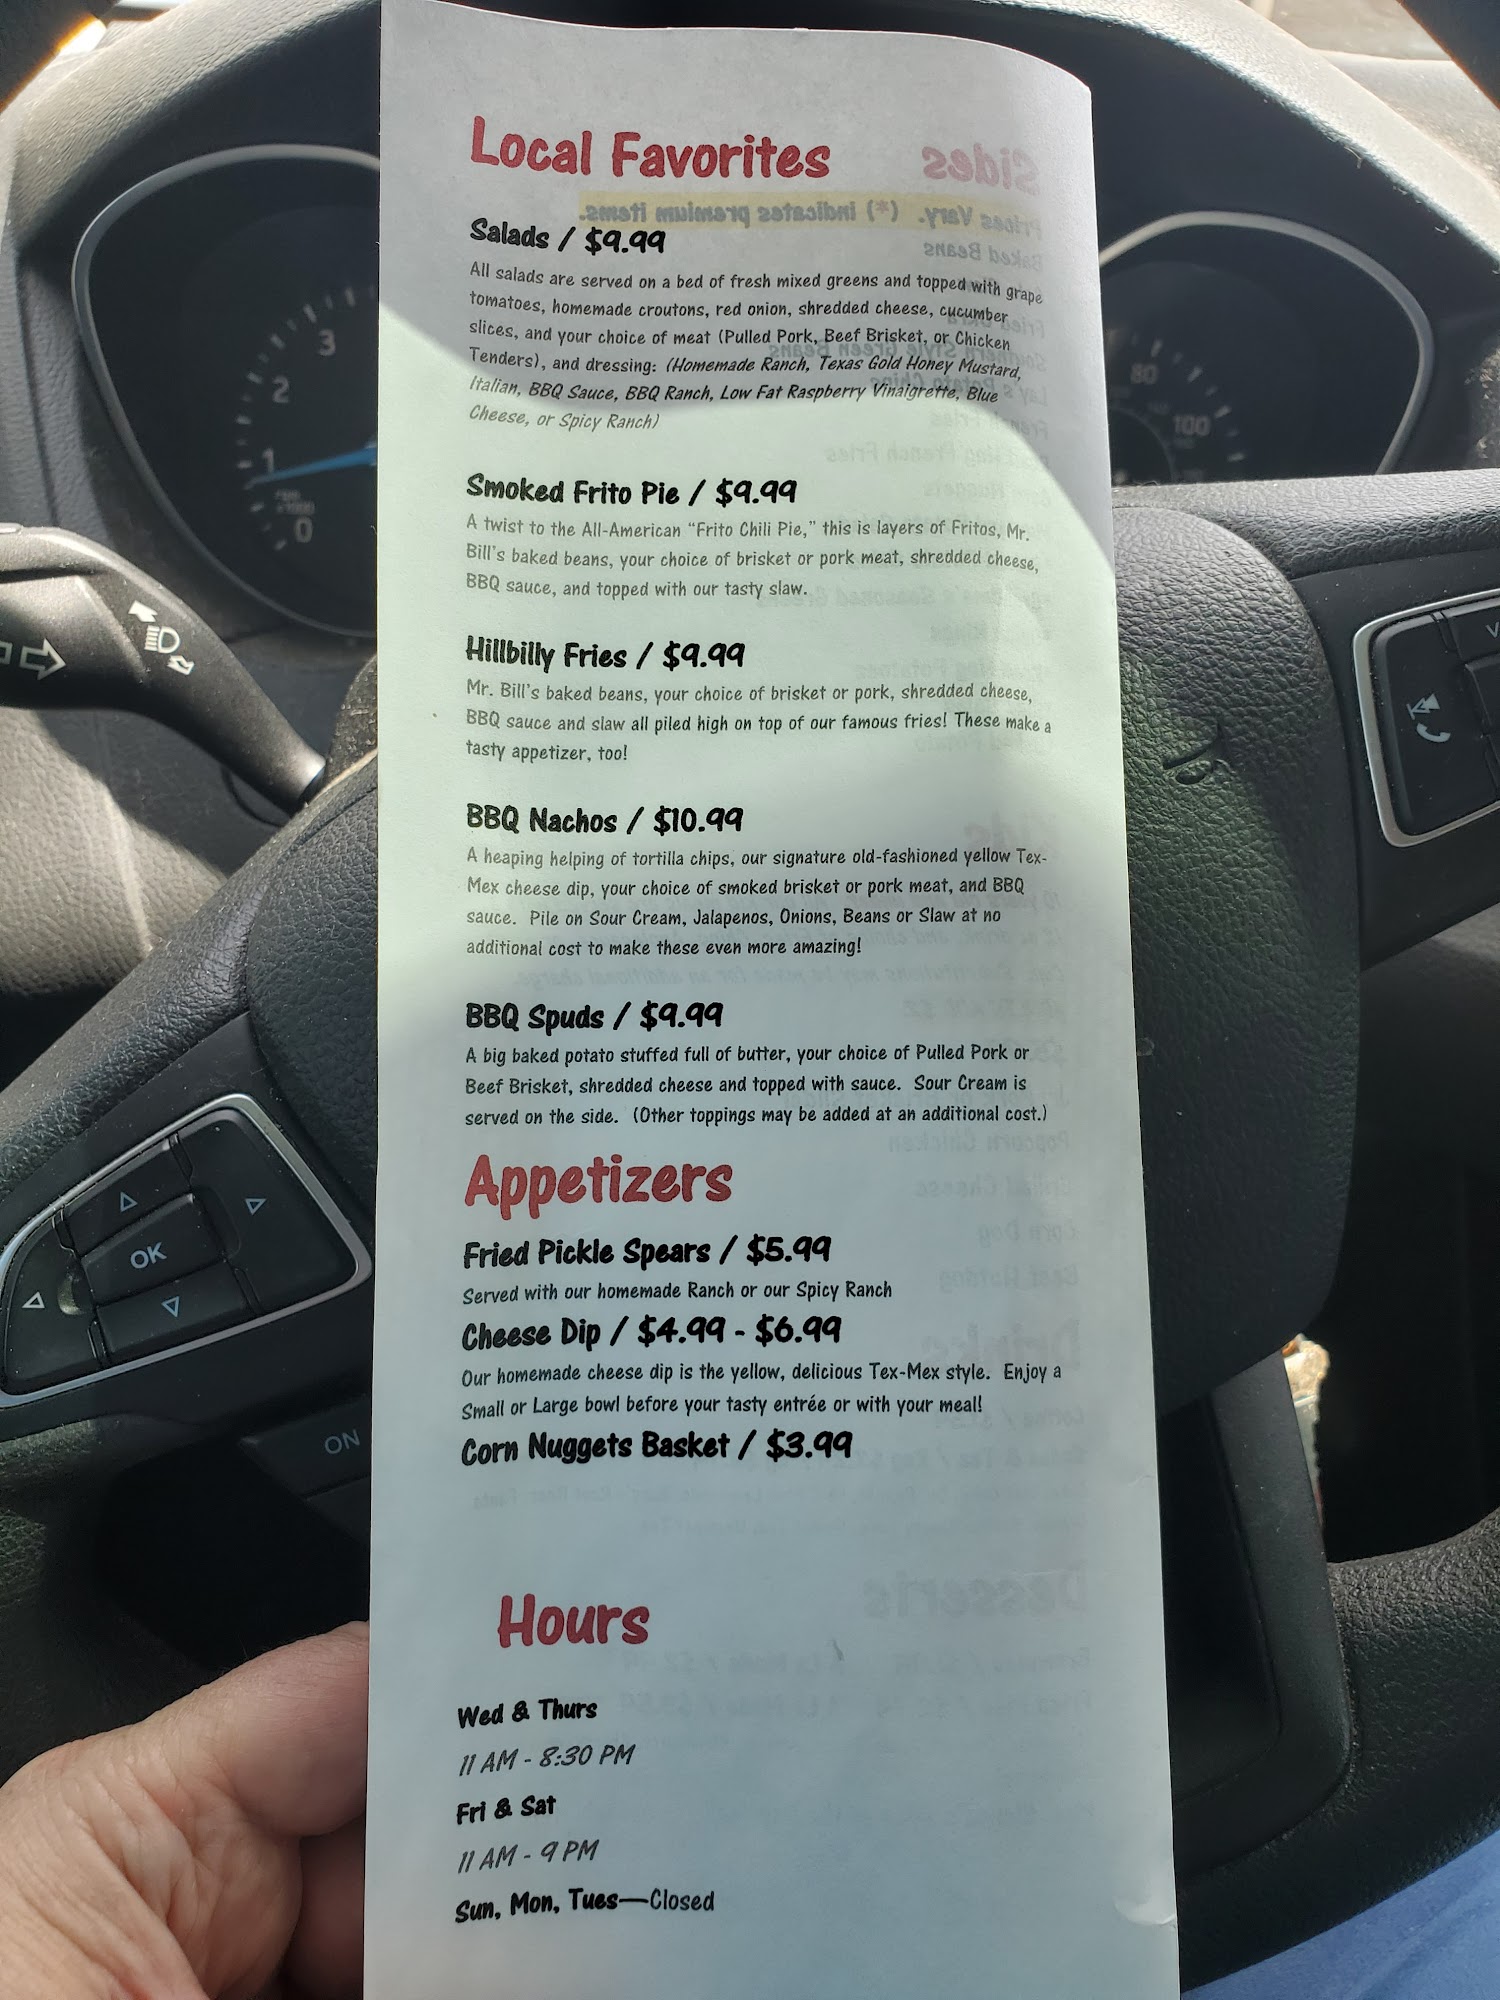 Local Favorites
Salads / $9.99
All salads are served on a bed of fresh mixed greens and topped with grape
tomatoes, homemade croutons, red onion, shredded cheese, cucumber
slices, and your choice of meat (Pulled Pork, Beef Brisket, or Chicken
Tenders), and dressing: (Homemade Ranch, Texas Gold Honey Mustard,
Italian, BBQ Sauce, BBQ Ranch, Low Fat Raspberry Vinaigrette, Blue
Cheese, or Spicy Ranch)
Smoked Frito Pie / $9.99
A twist to the All-American “Frito Chili Pie,” this is layers of Fritos, Mr.
Bill's baked beans, your choice of brisket or pork meat, shredded cheese,
BBQ sauce, and topped with our tasty slaw.
Hillbilly Fries / $9.99
Mr. Bill's baked beans, your choice of brisket or pork, shredded cheese,
BBQ sauce and slaw all piled high on top of our famous fries! These make a
tasty appetizer, too!
BBQ Nachos / $10.99
A heaping helping of tortilla chips, our signature old-fashioned yellow Tex-
Mex cheese dip, your choice of smoked brisket or pork meat, and BBQ
sauce. Pile on Sour Cream, Jalapenos, Onions, Beans or Slaw at no
additional cost to make these even more amazing!
BBQ Spuds / $9.99
A big baked potato stuffed full of butter, your choice of Pulled Pork or
Beef Brisket, shredded cheese and topped with sauce. Sour Cream is
served on the side. (Other toppings may be added at an additional cost.)
Appetizers
Fried Pickle Spears / $5.99
Served with our homemade Ranch or our Spicy Ranch
Cheese Dip / $4.99 - $6.99
Our homemade cheese dip is the yellow, delicious Tex-Mex style. Enjoy a
Small or Large bowl before your tasty entrée or with your meal!
Corn Nuggets Basket / $3.99
Hours
Wed & Thurs
11 AM - 8:30 PM
Fri & Sat
11 AM - 9 PM
Sun, Mon, Tues—Closed
3
2
1
0
80
100
OK
ON